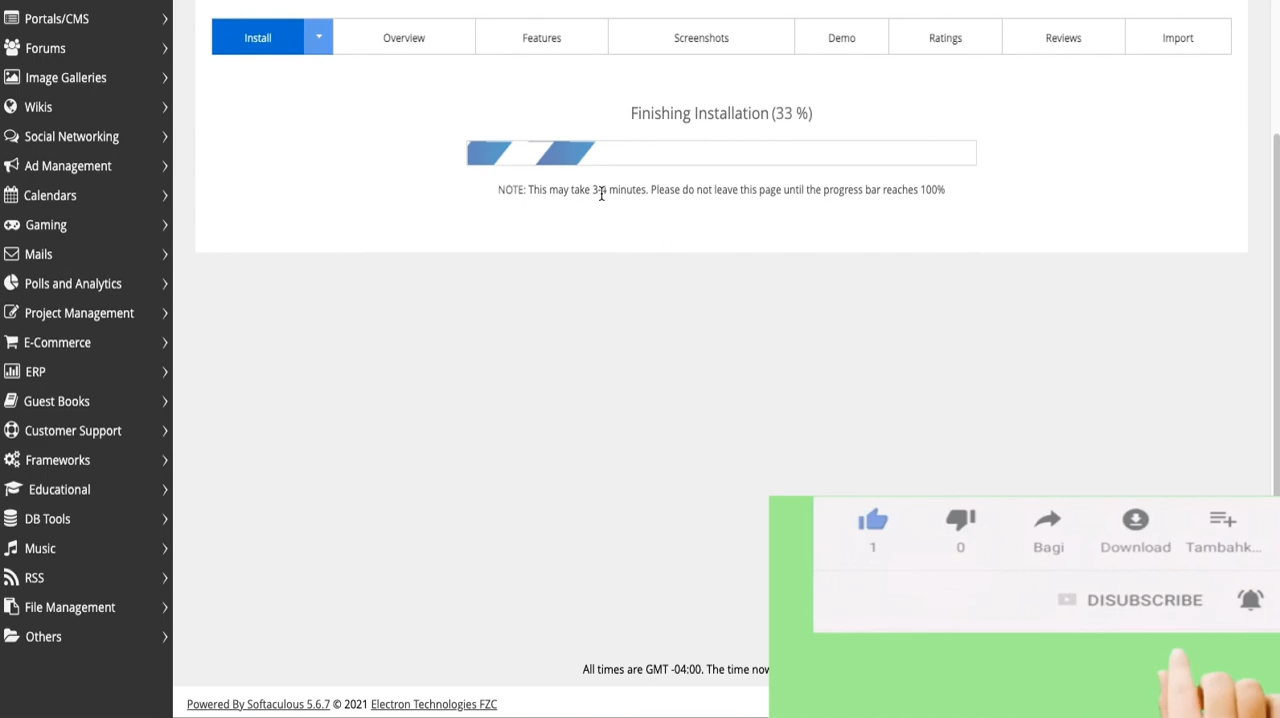 Portals/CMS
Forums
Image Galleries
Wikis
Social Networking
Ad Management
Calendars
Gaming
Mails
Polls and Analytics
Project Management
E-Commerce
ERP
Guest Books
Customer Support
Frameworks
Educational
DB Tools
Music
RSS
File Management
Others
Install Overview Features Screenshots Demo Ratings Reviews Import
Finishing Installation (33 %)
NOTE: This may take 3-4 minutes. Please do not leave this page until the progress bar reaches 100%
1 0 Bagi Download Tambahk...
DISUBSCRIBE
All times are GMT -04:00. The time now
Powered By Softaculous 5.6.7 © 2021 Electron Technologies FZC